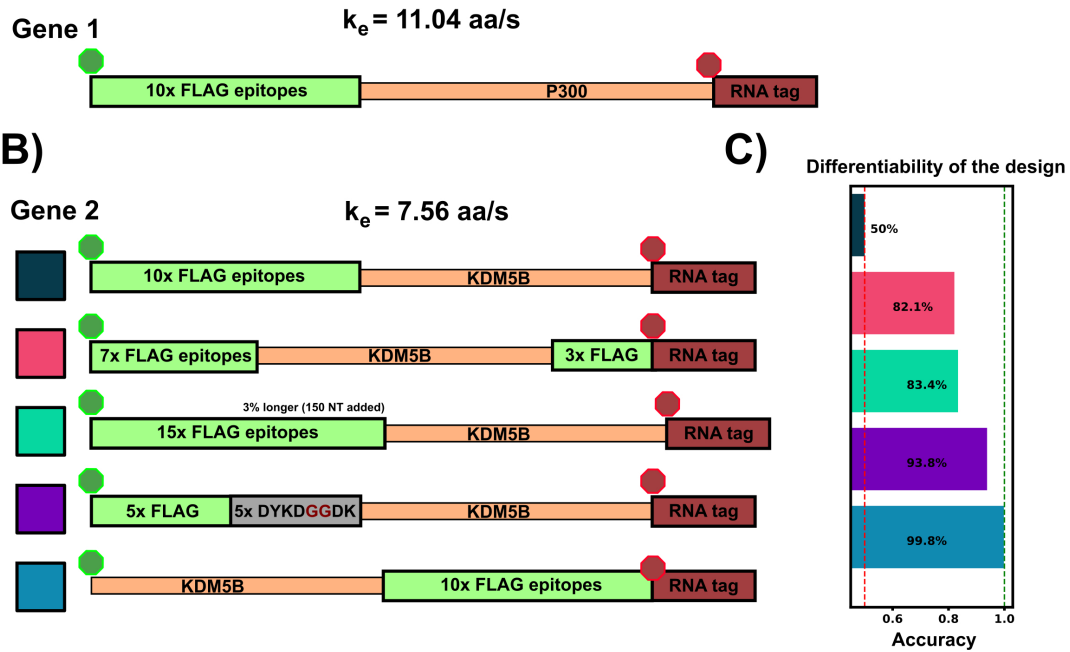 Gene 1
ke = 11.04 aa/s
10x FLAG epitopes
P300
RNA tag
B)
Gene 2
ke = 7.56 aa/s
10x FLAG epitopes
KDM5B
RNA tag
7x FLAG epitopes
KDM5B
3x FLAG
RNA tag
3% longer (150 NT added)
15x FLAG epitopes
KDM5B
RNA tag
5x FLAG
5x DYKDGGDK
KDM5B
RNA tag
KDM5B
10x FLAG epitopes
RNA tag
C)
Differentiability of the design
50%
82.1%
83.4%
93.8%
99.8%
0.6
0.8
1.0
Accuracy